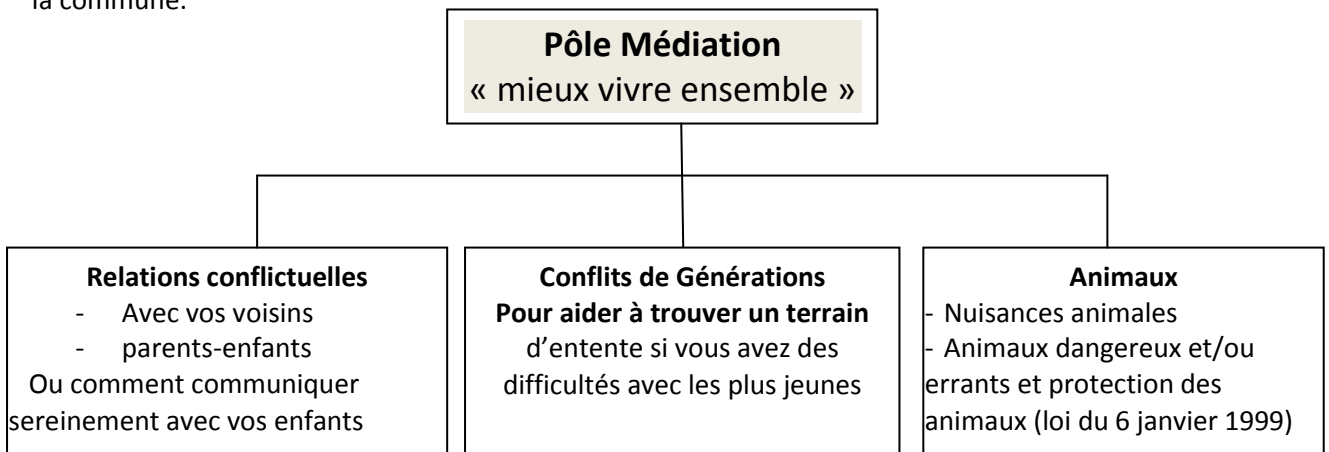 la commune.
Pôle Médiation
« mieux vivre ensemble »
Relations conflictuelles
- Avec vos voisins
- parents-enfants
Ou comment communiquer
sereinement avec vos enfants
Conflits de Générations
Pour aider à trouver un terrain
d'entente si vous avez des
difficultés avec les plus jeunes
Animaux
- Nuisances animales
- Animaux dangereux et/ou
errants et protection des
animaux (loi du 6 janvier 1999)